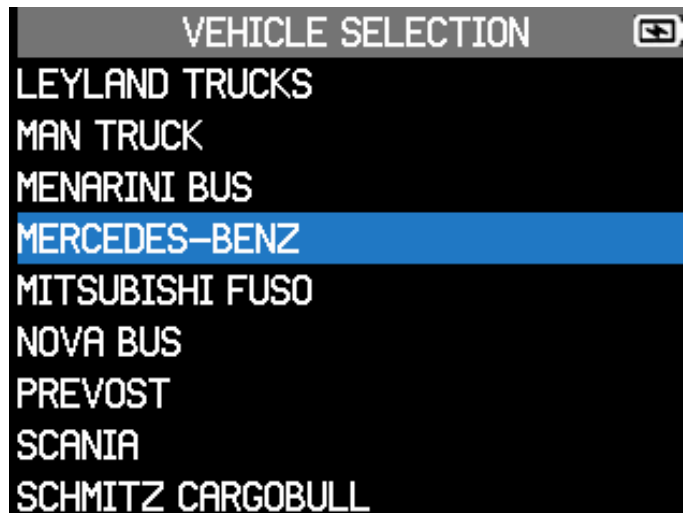 VEHICLE SELECTION
LEYLAND TRUCKS
MAN TRUCK
MENARINI BUS
MERCEDES-BENZ
MITSUBISHI FUSO
NOVA BUS
PREVOST
SCANIA
SCHMITZ CARGOBULL